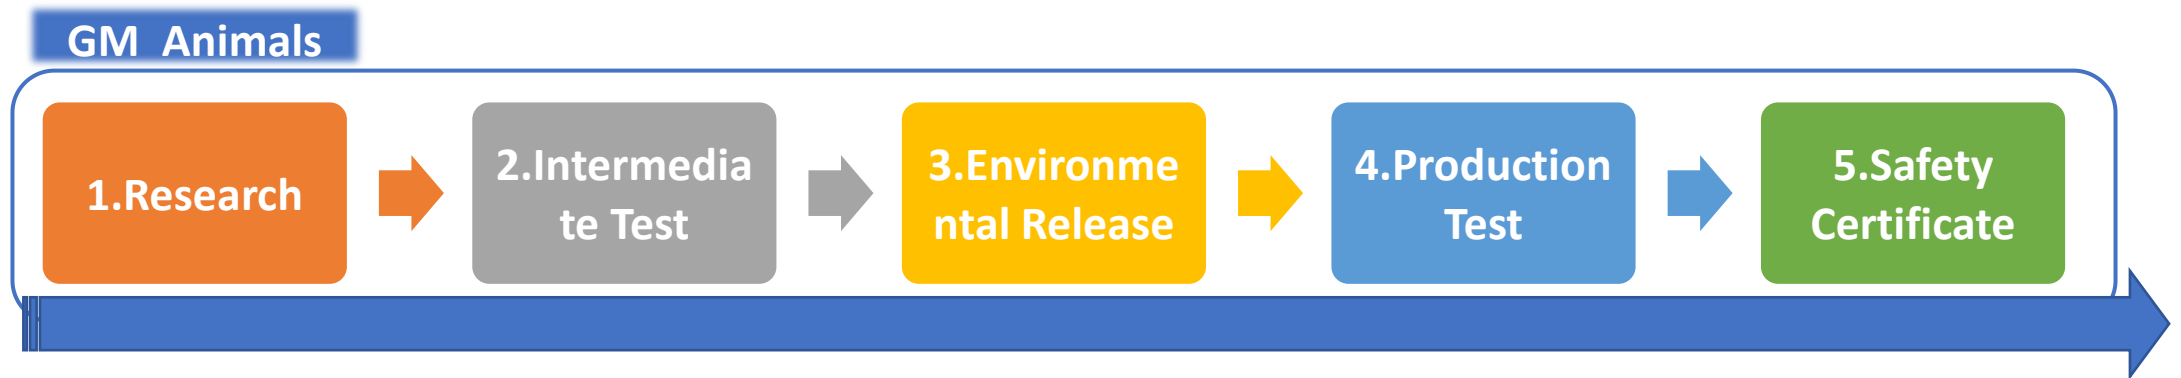 GM Animals
1.Research
2.Intermedia
te Test
3.Environme
ntal Release
4.Production
Test
5.Safety
Certificate